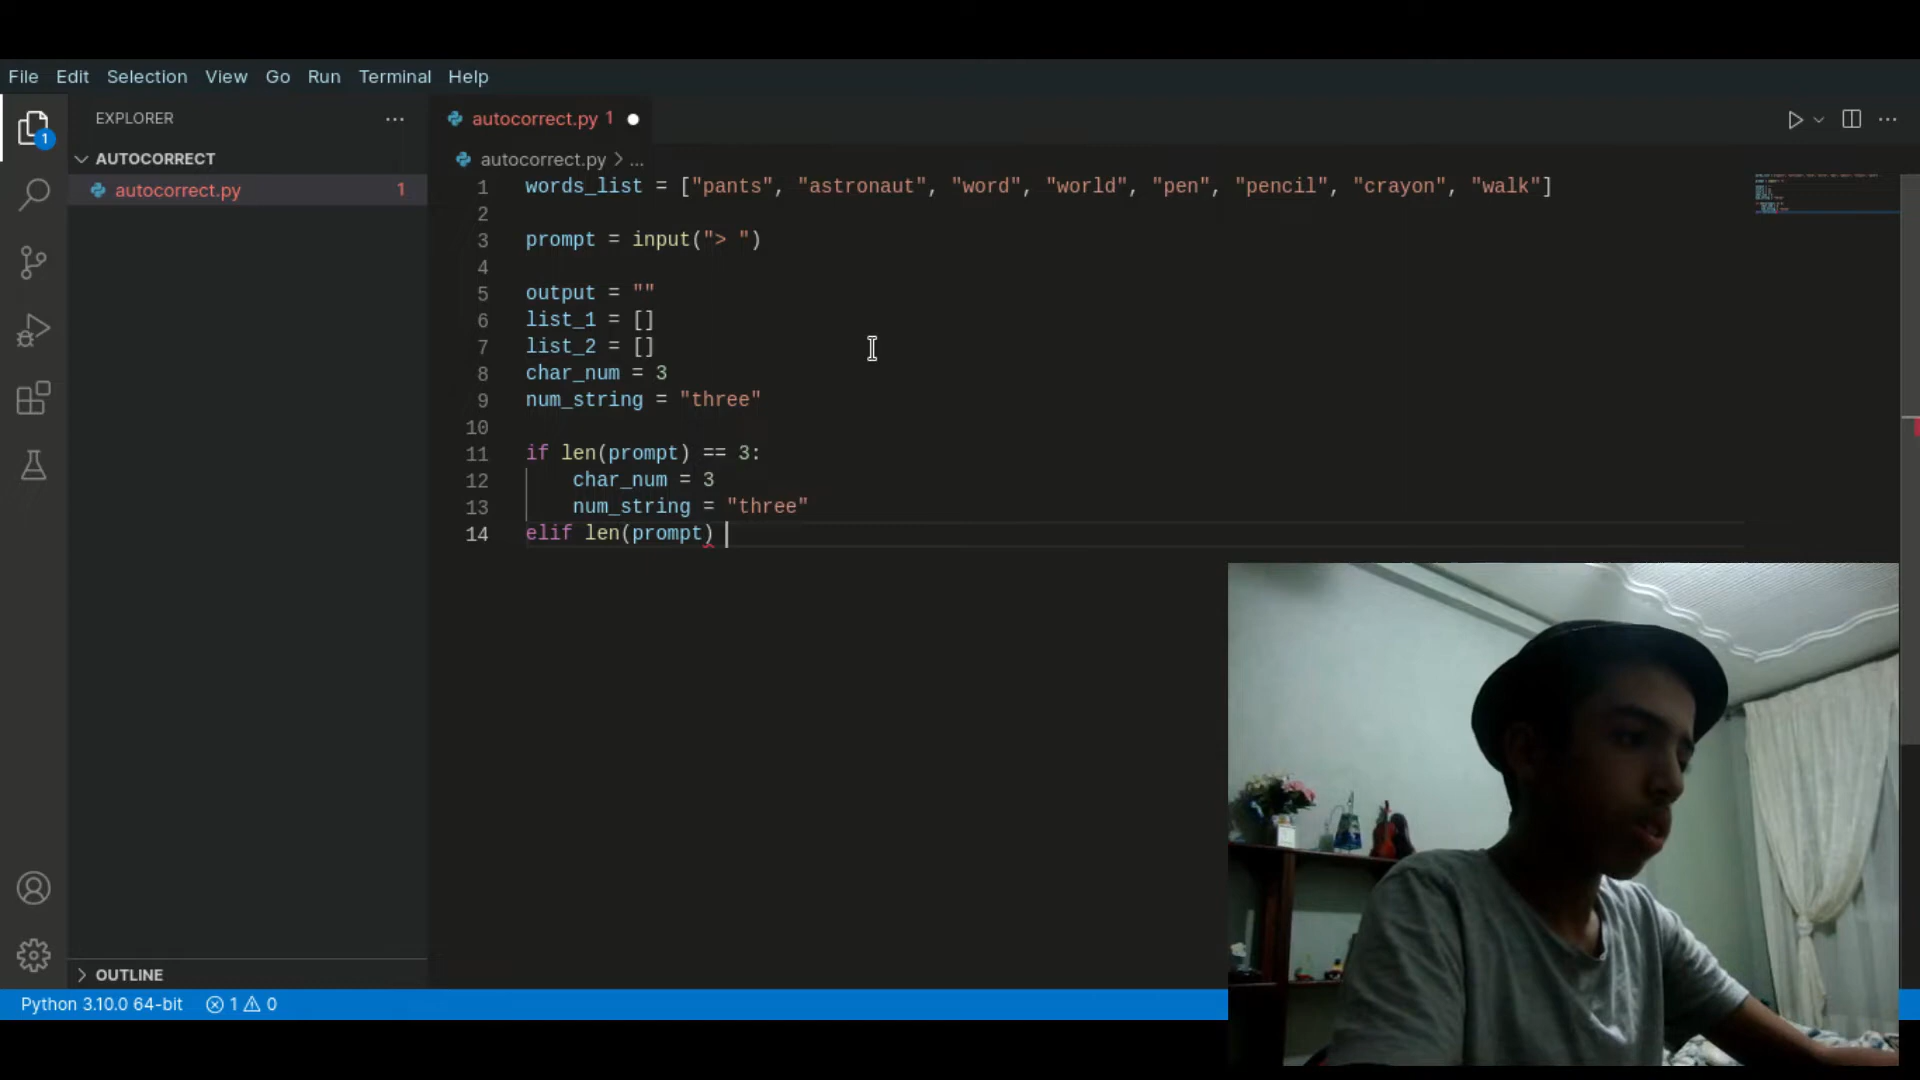 File Edit Selection View Go Run Terminal Help
EXPLORER ...
autocorrect.py 1
1
AUTOCORRECT
autocorrect.py > ...
autocorrect.py 1
1 words_list = ["pants", "astronaut", "word", "world", "pen", "pencil", "crayon", "walk"]
2
3 prompt = input("> ")
4
5 output = ""
6 list_1 = []
7 list_2 = []
8 char_num = 3
9 num_string = "three"
10
11 if len(prompt) == 3:
12 char_num = 3
13 num_string = "three"
14 elif len(prompt)
OUTLINE
Python 3.10.0 64-bit 1 0